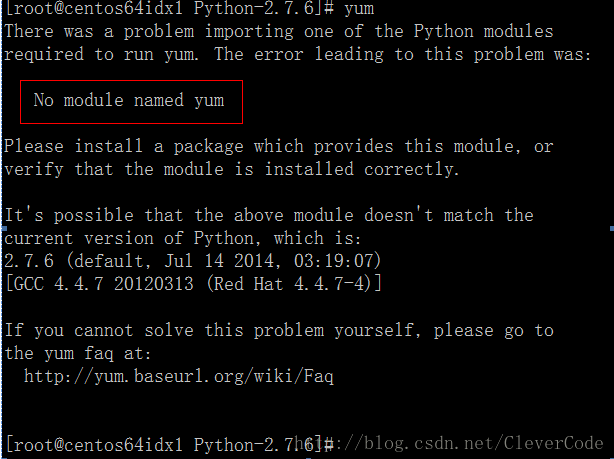 [root@centos64idx1 Python-2.7.6]# yum
There was a problem importing one of the Python modules
required to run yum. The error leading to this problem was:
No module named yum
Please install a package which provides this module, or
verify that the module is installed correctly.
It's possible that the above module doesn't match the
current version of Python, which is:
2.7.6 (default, Jul 14 2014, 03:19:07)
[GCC 4.4.7 20120313 (Red Hat 4.4.7-4)]
If you cannot solve this problem yourself, please go to
the yum faq at:
http://yum.baseurl.org/wiki/Faq
[root@centos64idx1 Python-2.7.6]#
http://blog.csdn.net/CleverCode